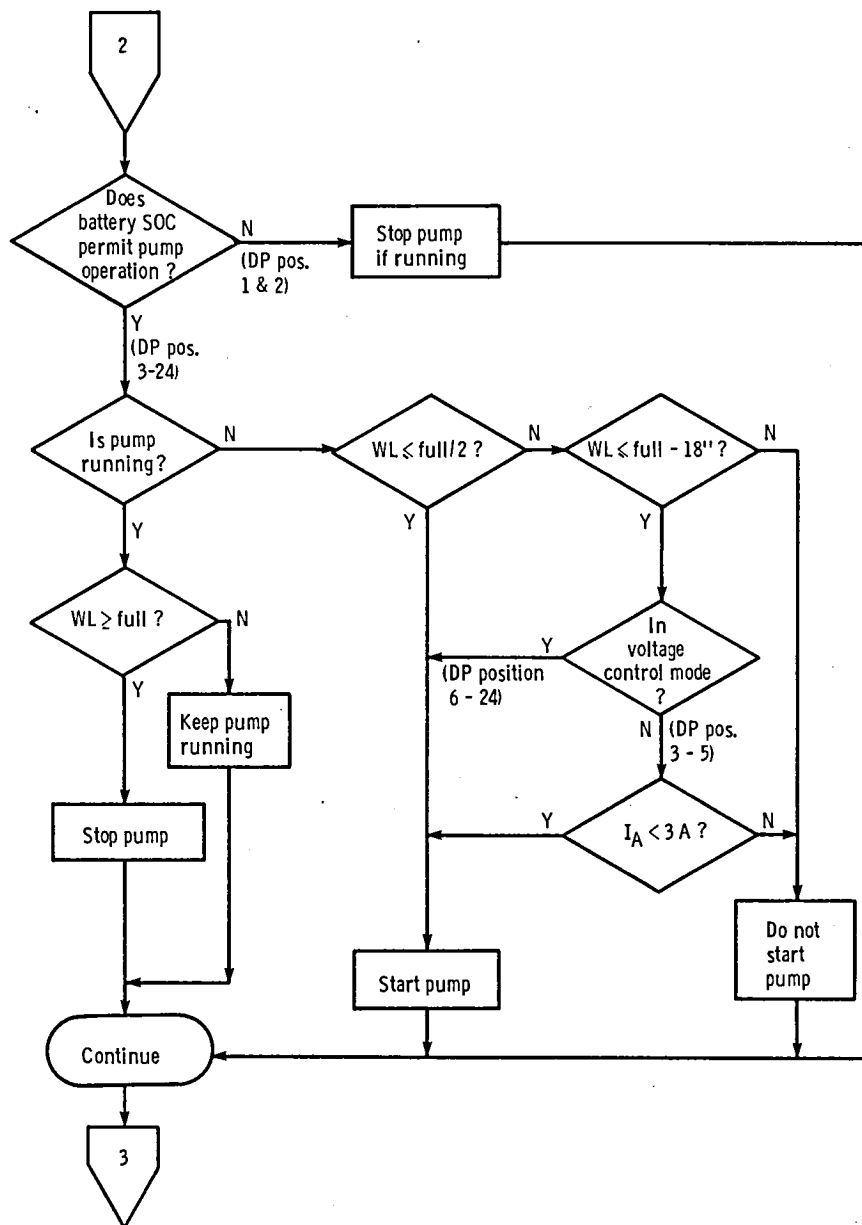 2
Does
battery SOC
permit pump
operation ?
N
(DP pos.
1 & 2)
Stop pump
if running
Y
(DP pos.
3-24)
Is pump
running?
N
WL ≤ full/2 ?
N
WL ≤ full - 18" ?
N
Y
Y
Y
WL ≥ full ?
N
In
voltage
control mode
?
Y
(DP position
6 - 24)
Y
Keep pump
running
N
(DP pos.
3 - 5)
Stop pump
Y
I_A < 3 A ?
N
Do not
start
pump
Start pump
Continue
3